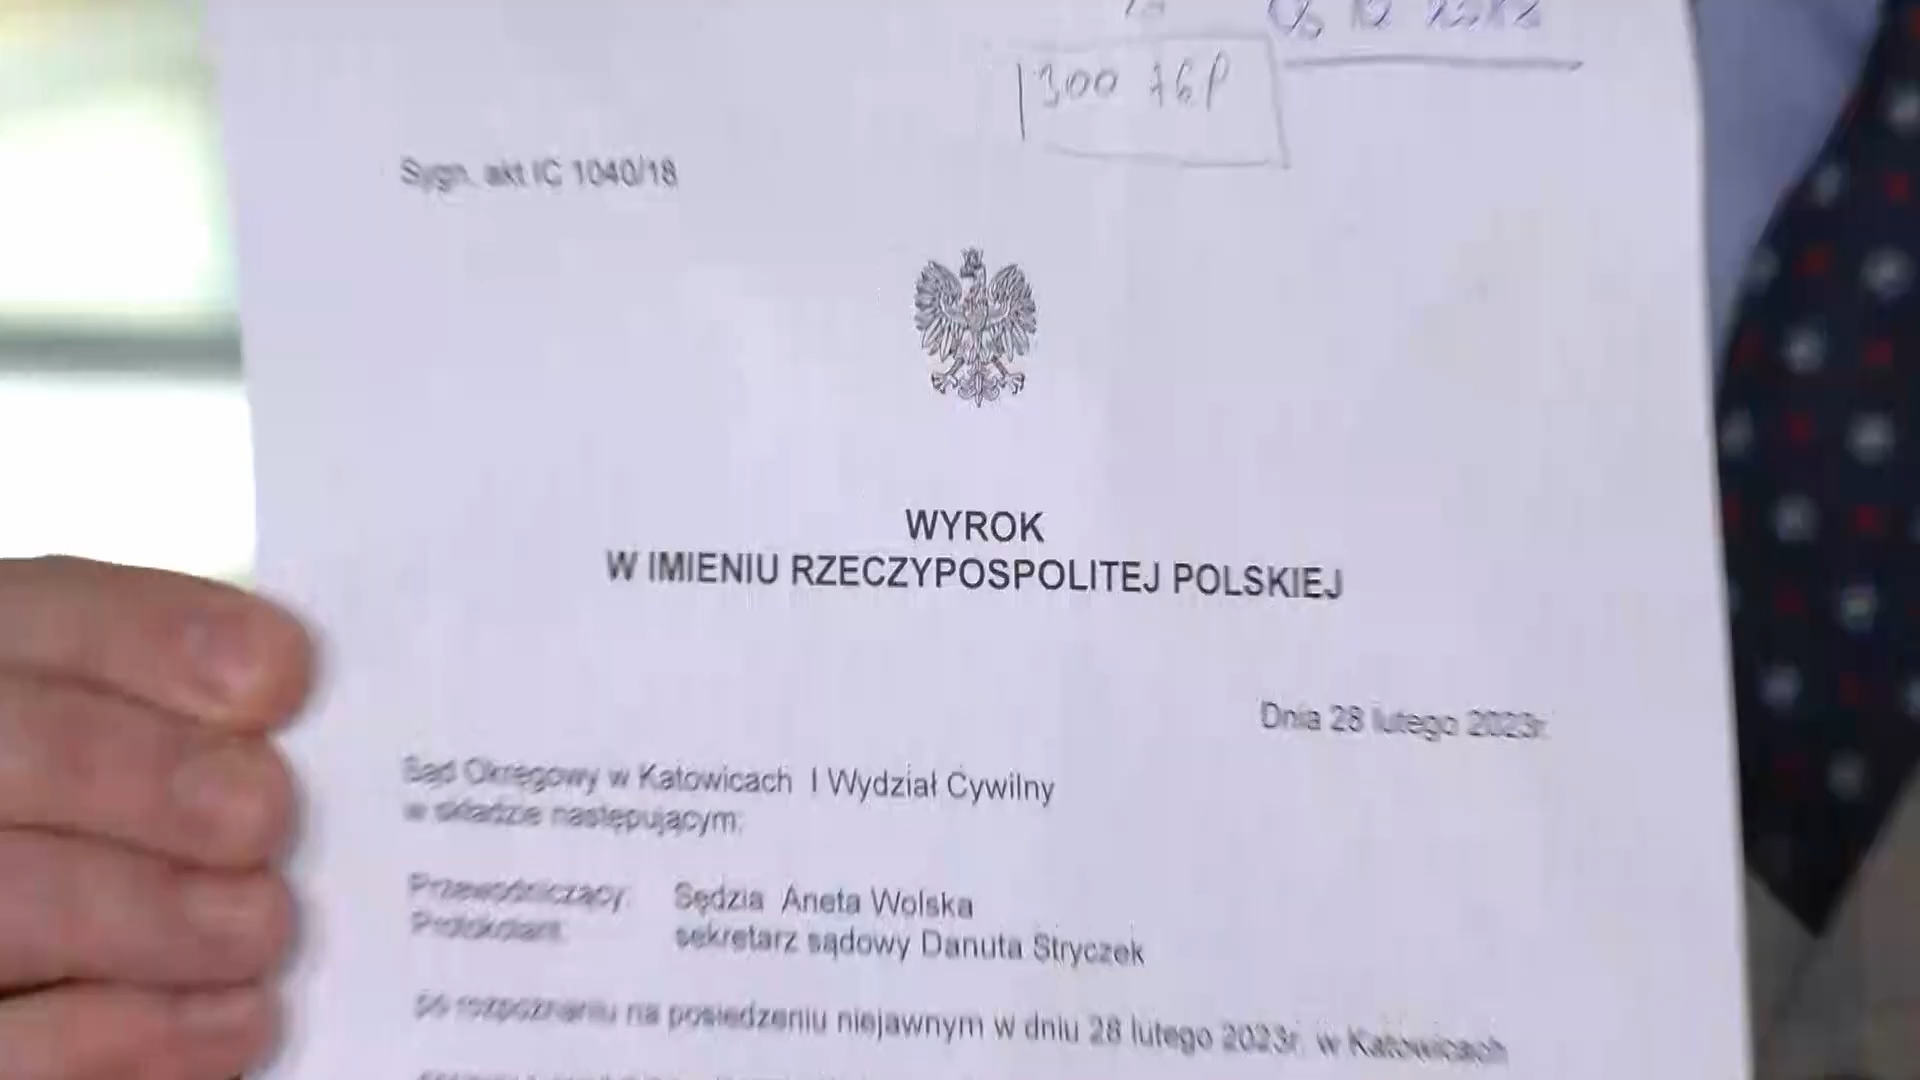 300
Sygn. akt IC 1040/18
WYROK
W IMIENIU RZECZYPOSPOLITEJ POLSKIEJ
Dnia 28 lutego 2023r.
Sąd Okręgowy w Katowicach I Wydział Cywilny
w składzie następującym:
Przewodniczący: Sędzia Aneta Wolska
Protokolant: sekretarz sądowy Danuta Stryczek
po rozpoznaniu na posiedzeniu niejawnym w dniu 28 lutego 2023r. w Katowicach